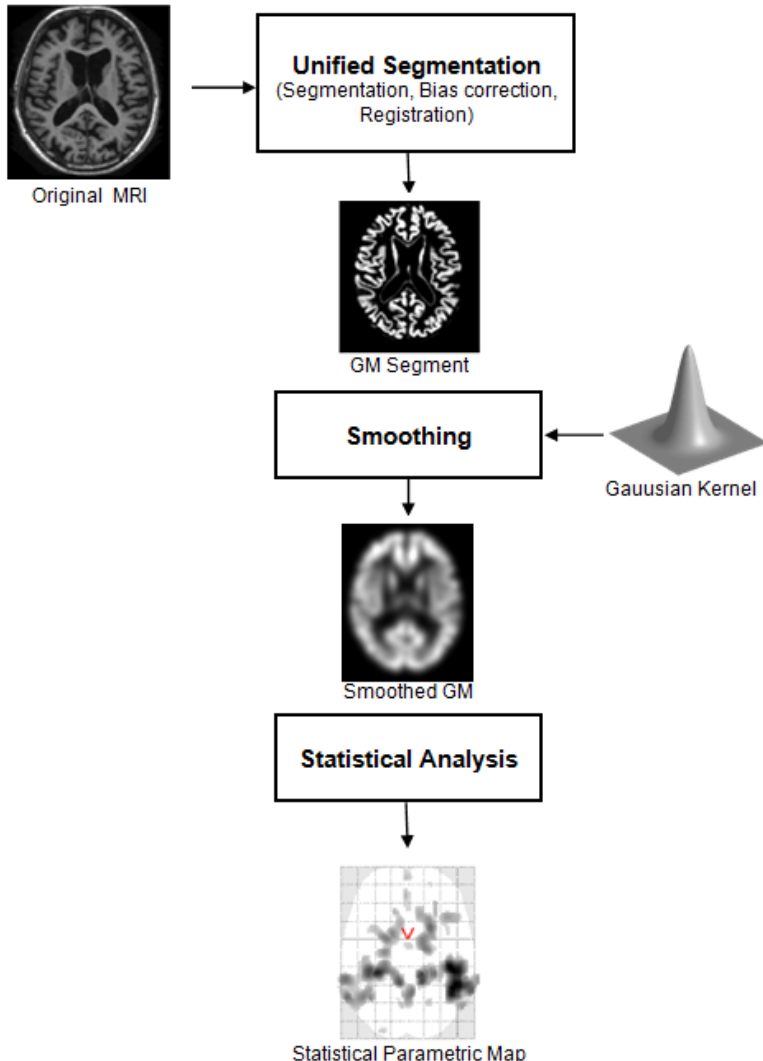 Unified Segmentation
(Segmentation, Bias correction,
Registration)
Original MRI
GM Segment
Smoothing
Gauusian Kernel
Smoothed GM
Statistical Analysis
Statistical Parametric Map